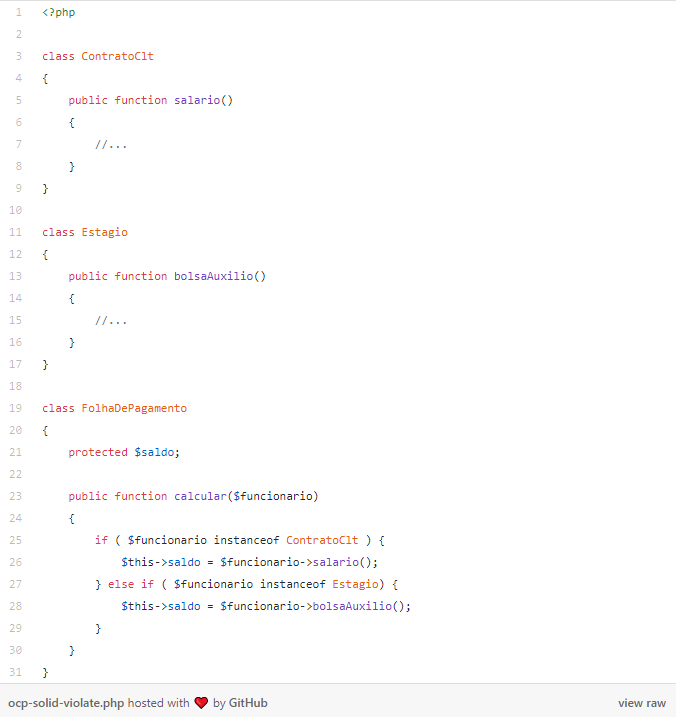 1 <?php
2
3 class ContratoClt
4 {
5     public function salario()
6     {
7         //...
8     }
9 }
10
11 class Estagio
12 {
13     public function bolsaAuxilio()
14     {
15         //...
16     }
17 }
18
19 class FolhaDePagamento
20 {
21     protected $saldo;
22
23     public function calcular($funcionario)
24     {
25         if ( $funcionario instanceof ContratoClt ) {
26             $this->saldo = $funcionario->salario();
27         } else if ( $funcionario instanceof Estagio) {
28             $this->saldo = $funcionario->bolsaAuxilio();
29         }
30     }
31 }
ocp-solid-violate.php hosted with ❤ by GitHub view raw